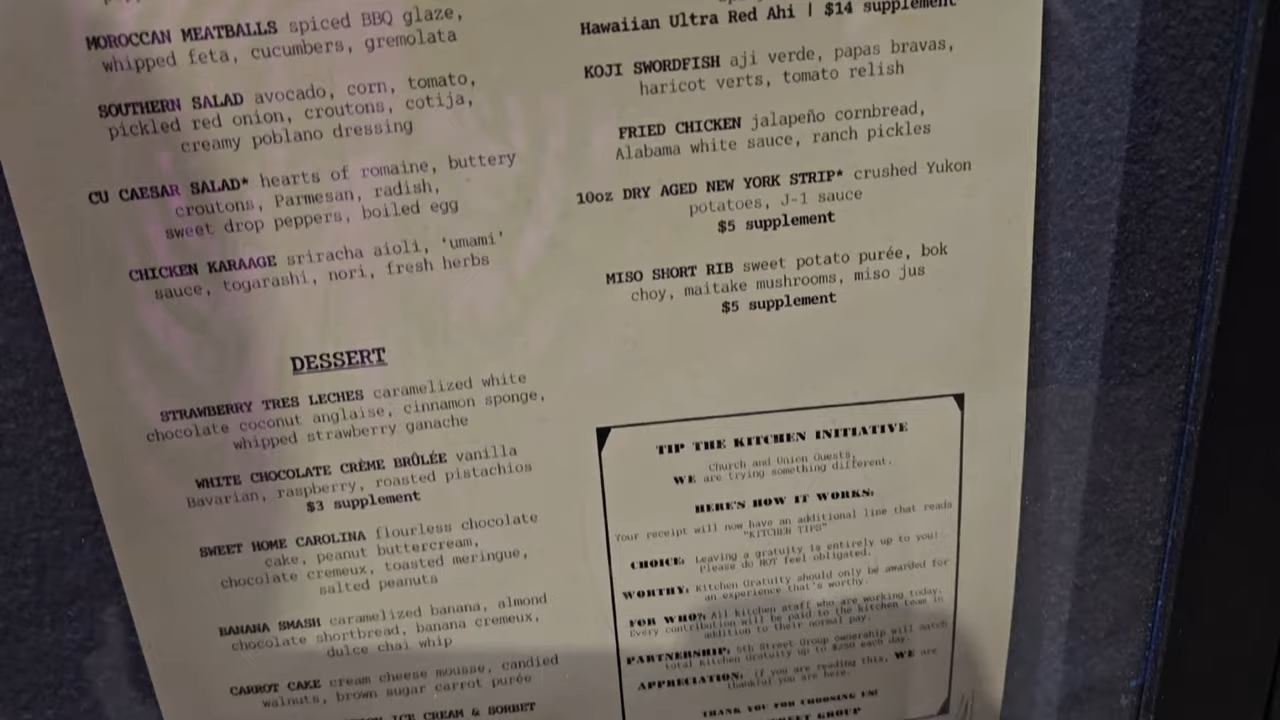 MOROCCAN MEATBALLS spiced BBQ glaze,
whipped feta, cucumbers, gremolata
SOUTHERN SALAD avocado, corn, tomato,
pickled red onion, croutons, cotija,
creamy poblano dressing
CU CAESAR SALAD* hearts of romaine, buttery
croutons, Parmesan, radish,
sweet drop peppers, boiled egg
CHICKEN KARAAGE sriracha aioli, 'umami'
sauce, togarashi, nori, fresh herbs
DESSERT
STRAWBERRY TRES LECHES caramelized white
chocolate coconut anglaise, cinnamon sponge,
whipped strawberry ganache
WHITE CHOCOLATE CRÈME BRÛLÉE vanilla
Bavarian, raspberry, roasted pistachios
$3 supplement
SWEET HOME CAROLINA flourless chocolate
cake, peanut buttercream,
chocolate cremeux, toasted meringue,
salted peanuts
BANANA SMASH caramelized banana, almond
chocolate shortbread, banana cremeux,
dulce chai whip
CARROT CAKE cream cheese mousse, candied
walnuts, brown sugar carrot purée
ICE CREAM & SORBET
Hawaiian Ultra Red Ahi | $14 supplement
KOJI SWORDFISH aji verde, papas bravas,
haricot verts, tomato relish
FRIED CHICKEN jalapeño cornbread,
Alabama white sauce, ranch pickles
10oz DRY AGED NEW YORK STRIP* crushed Yukon
potatoes, J-1 sauce
$5 supplement
MISO SHORT RIB sweet potato purée, bok
choy, maitake mushrooms, miso jus
$5 supplement
TIP THE KITCHEN INITIATIVE
Church and Union Guests,
WE are trying something different.
HERE'S HOW IT WORKS:
Your receipt will now have an additional line that reads
"KITCHEN TIPS"
CHOICE: Leaving a gratuity is entirely up to you!
Please do NOT feel obligated.
WORTHY: Kitchen Gratuity should only be awarded for
an experience that's worthy.
FOR WHO?: All kitchen staff who are working today.
Every contribution will be paid to the kitchen team in
addition to their normal pay.
PARTNERSHIP: 5th Street Group ownership will match
total Kitchen Gratuity up to $250 each day.
APPRECIATION: If you are reading this, WE are
thankful you are here.
THANK YOU FOR CHOOSING US!
STREET GROUP